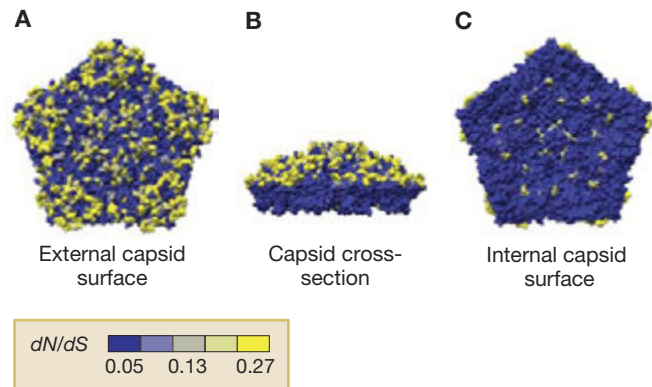 A
B
C
External capsid
surface
Capsid cross-
section
Internal capsid
surface
dN/dS
0.05 0.13 0.27